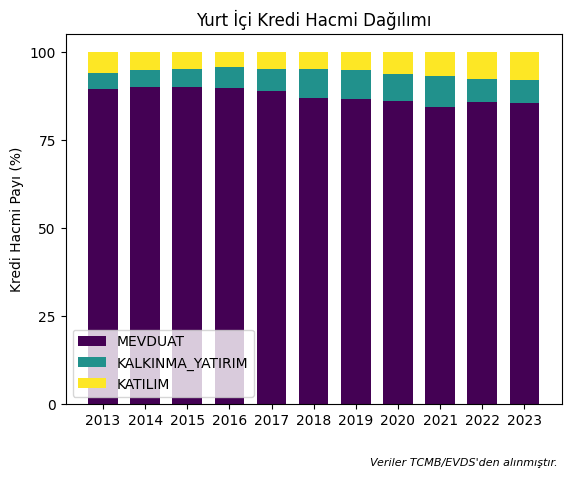 Yurt İçi Kredi Hacmi Dağılımı
Kredi Hacmi Payı (%)
100
75
50
25
0
MEVDUAT
KALKINMA_YATIRIM
KATILIM
2013 2014 2015 2016 2017 2018 2019 2020 2021 2022 2023
Veriler TCMB/EVDS'den alınmıştır.